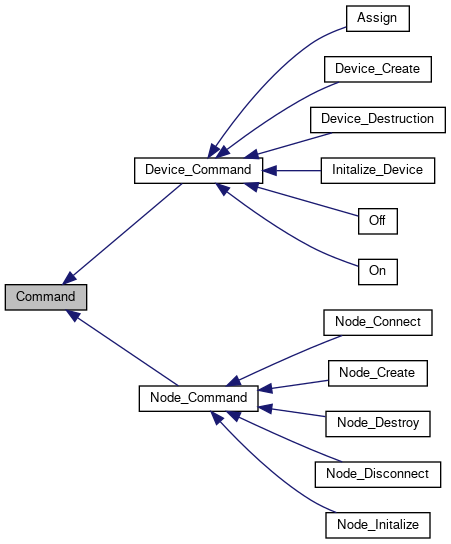 Assign
Device_Create
Device_Destruction
Device_Command
Initalize_Device
Off
On
Command
Node_Connect
Node_Create
Node_Command
Node_Destroy
Node_Disconnect
Node_Initalize